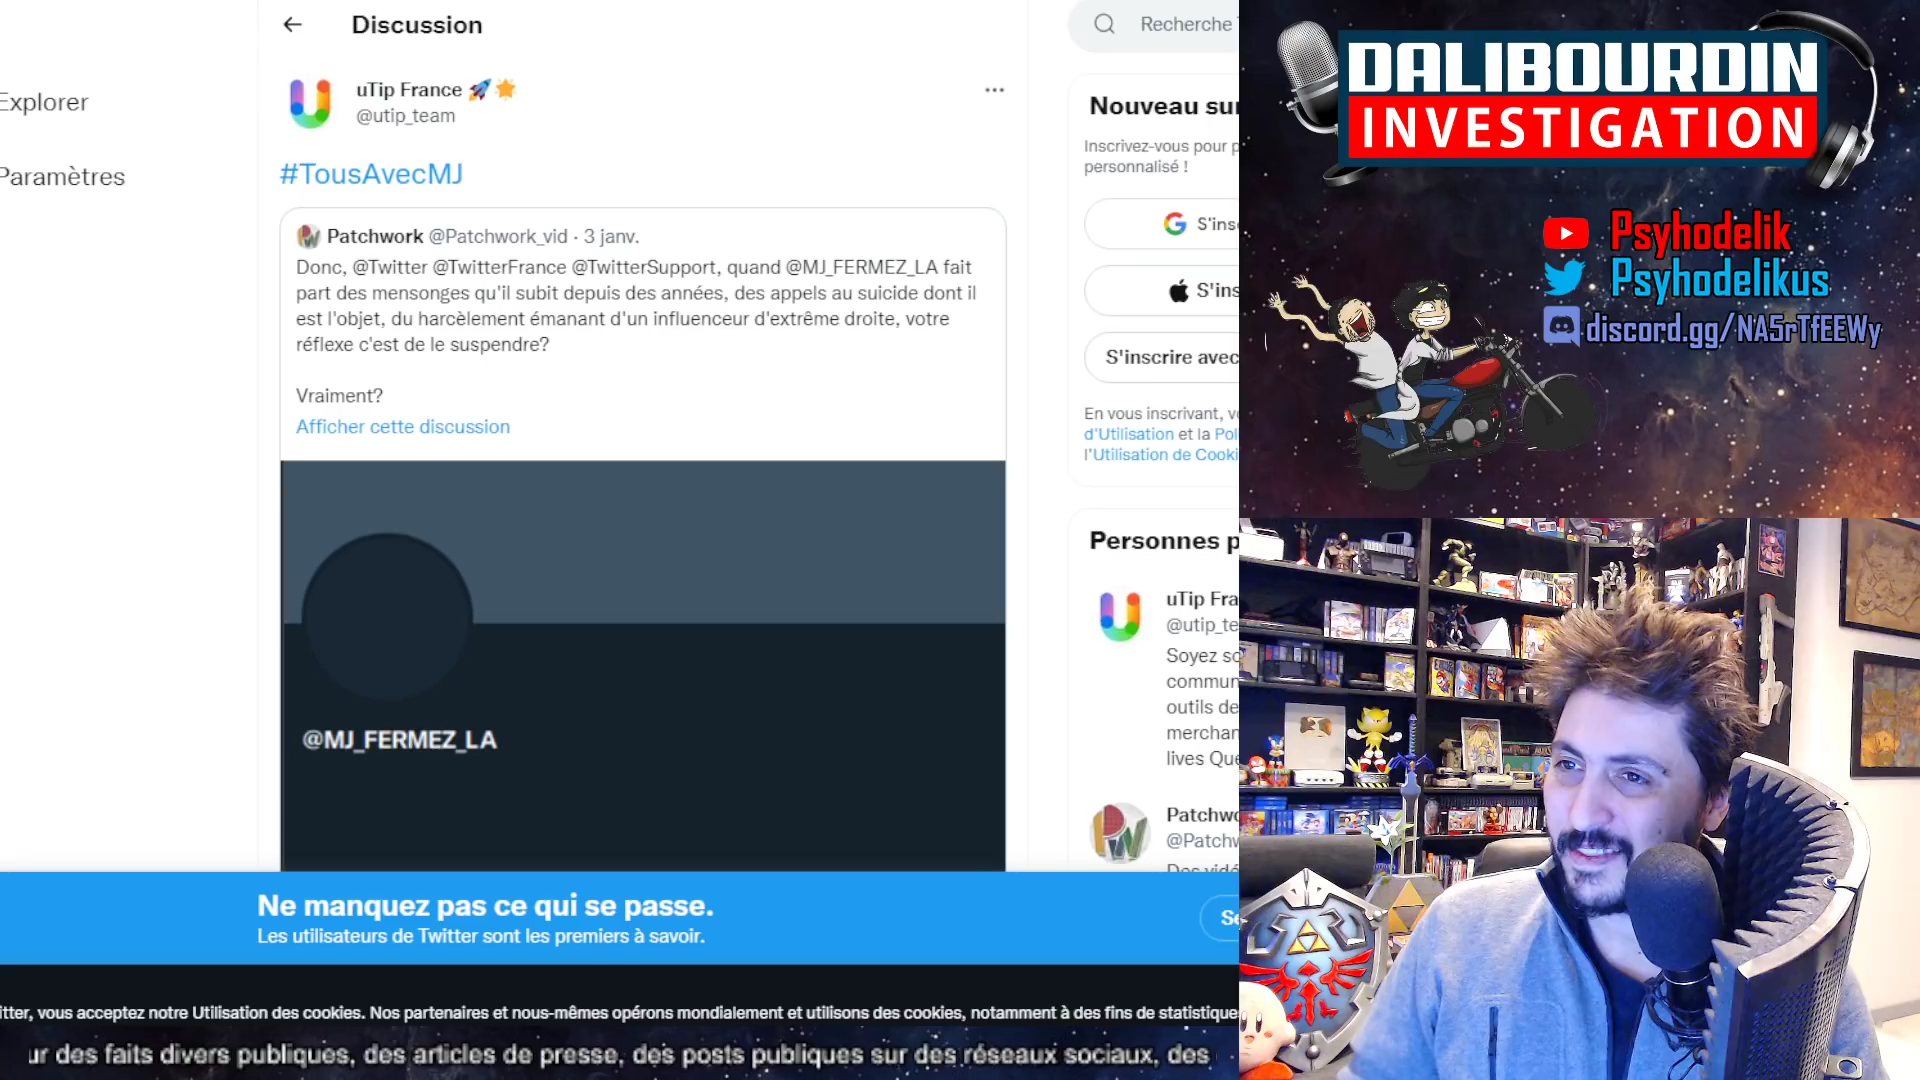 Discussion
Recherche
Explorer
Paramètres
uTip France
@utip_team
#TousAvecMJ
Patchwork @Patchwork_vid · 3 janv.
Donc, @Twitter @TwitterFrance @TwitterSupport, quand @MJ_FERMEZ_LA fait
part des mensonges qu'il subit depuis des années, des appels au suicide dont il
est l'objet, du harcèlement émanant d'un influenceur d'extrême droite, votre
réflexe c'est de le suspendre?
Vraiment?
Afficher cette discussion
@MJ_FERMEZ_LA
Nouveau sur
Inscrivez-vous pour p
personnalisé !
S'insc
S'ins
S'inscrire avec
En vous inscrivant, vo
d'Utilisation et la Poli
l'Utilisation de Cooki
Personnes p
uTip Fra
@utip_te
Soyez so
commun
outils de
merchan
lives Que
Patchwo
@Patchw
Des vidé
Ne manquez pas ce qui se passe.
Les utilisateurs de Twitter sont les premiers à savoir.
Se
itter, vous acceptez notre Utilisation des cookies. Nos partenaires et nous-mêmes opérons mondialement et utilisons des cookies, notamment à des fins de statistique
ur des faits divers publiques, des articles de presse, des posts publiques sur des réseaux sociaux, des
DALIBOURDIN
INVESTIGATION
Psyhodelik
Psyhodelikus
discord.gg/NA5rTfEEWy